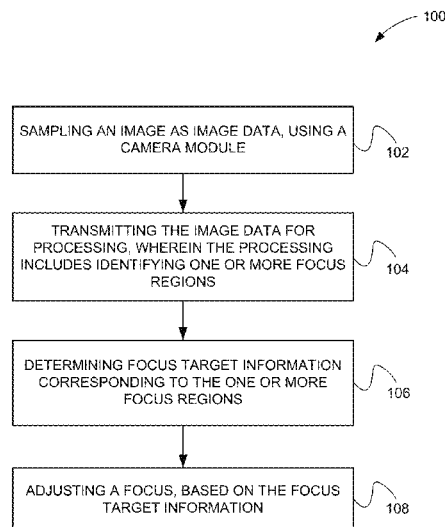 100
SAMPLING AN IMAGE AS IMAGE DATA, USING A
CAMERA MODULE
102
TRANSMITTING THE IMAGE DATA FOR
PROCESSING, WHEREIN THE PROCESSING
INCLUDES IDENTIFYING ONE OR MORE FOCUS
REGIONS
104
DETERMINING FOCUS TARGET INFORMATION
CORRESPONDING TO THE ONE OR MORE
FOCUS REGIONS
106
ADJUSTING A FOCUS, BASED ON THE FOCUS
TARGET INFORMATION
108